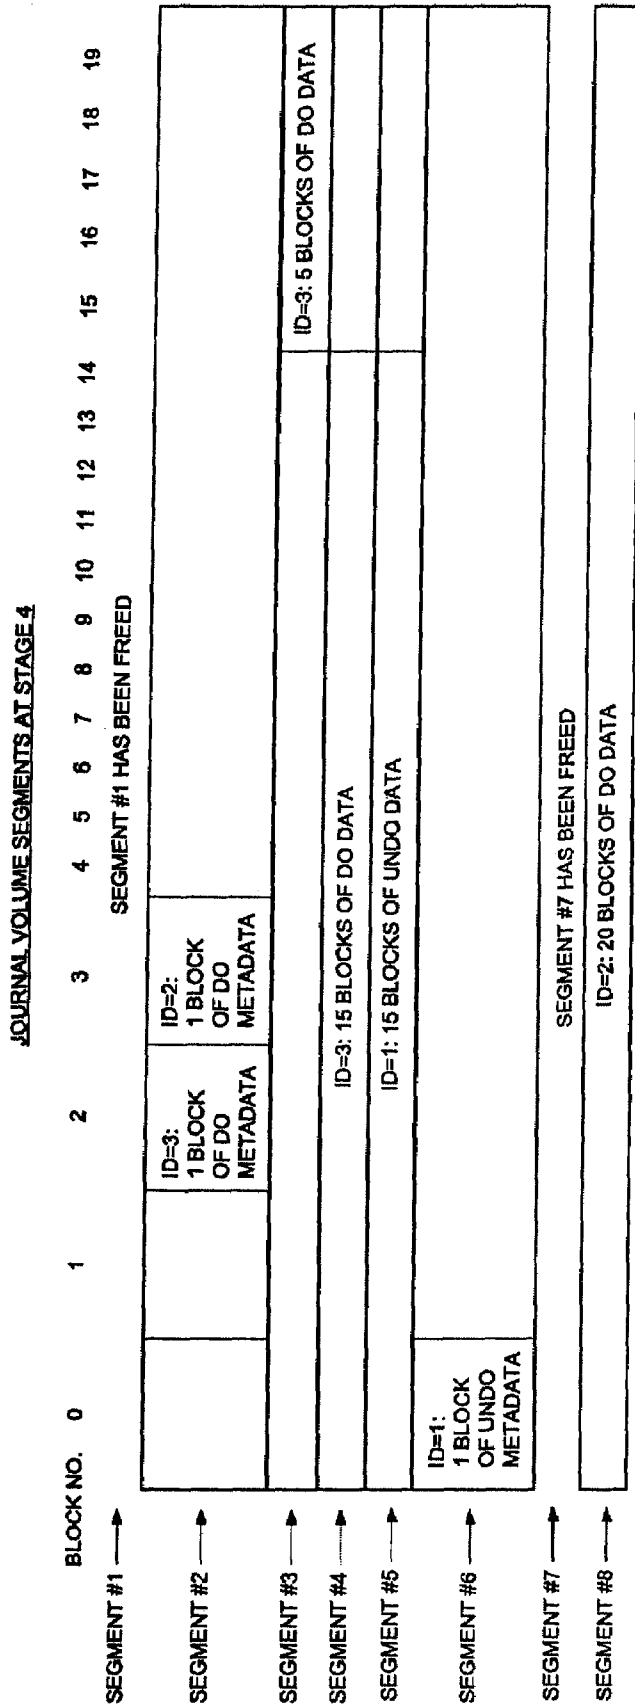 JOURNAL VOLUME SEGMENTS AT STAGE 4
BLOCK NO. 0 1 2 3 4 5 6 7 8 9 10 11 12 13 14 15 16 17 18 19
SEGMENT #1
SEGMENT #1 HAS BEEN FREED
SEGMENT #2
ID=3:
1 BLOCK
OF DO
METADATA
ID=2:
1 BLOCK
OF DO
METADATA
SEGMENT #3
ID=3: 5 BLOCKS OF DO DATA
SEGMENT #4
ID=3: 15 BLOCKS OF DO DATA
SEGMENT #5
ID=1: 15 BLOCKS OF UNDO DATA
SEGMENT #6
ID=1:
1 BLOCK
OF UNDO
METADATA
SEGMENT #7
SEGMENT #7 HAS BEEN FREED
SEGMENT #8
ID=2: 20 BLOCKS OF DO DATA